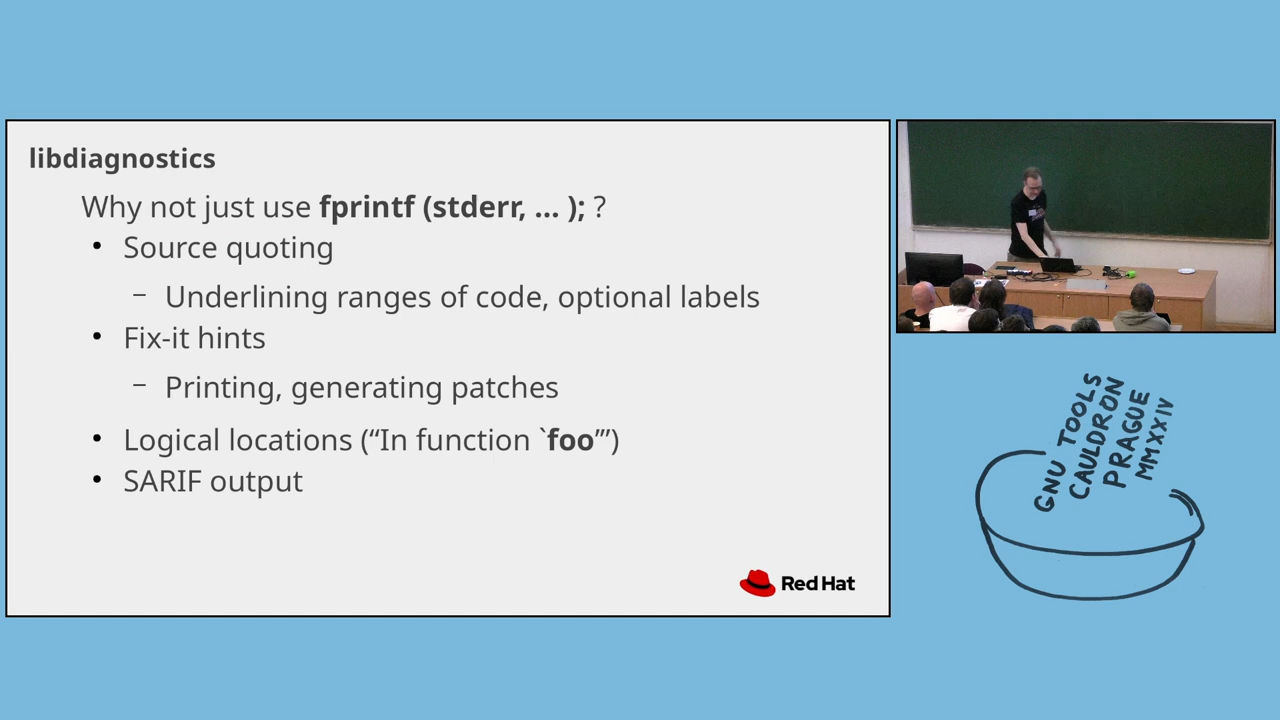 libdiagnostics
Why not just use fprintf (stderr, ... ); ?
• Source quoting
– Underlining ranges of code, optional labels
• Fix-it hints
– Printing, generating patches
• Logical locations (“In function `foo’”)
• SARIF output
Red Hat
GNU TOOLS
CAULDRON
PRAGUE
MMXXIV